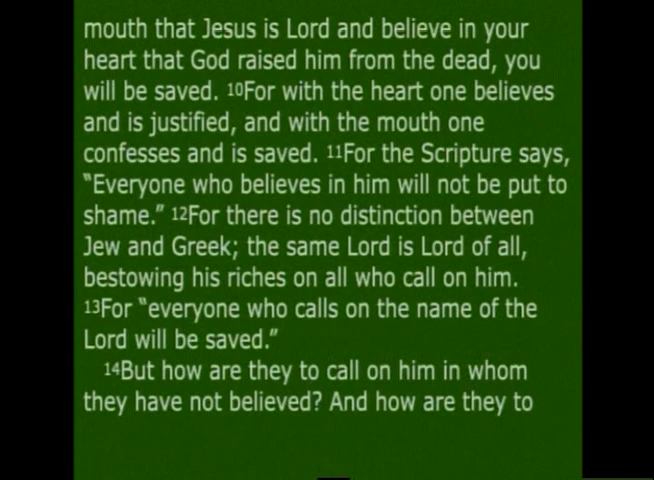 mouth that Jesus is Lord and believe in your
heart that God raised him from the dead, you
will be saved. 10For with the heart one believes
and is justified, and with the mouth one
confesses and is saved. 11For the Scripture says,
“Everyone who believes in him will not be put to
shame.” 12For there is no distinction between
Jew and Greek; the same Lord is Lord of all,
bestowing his riches on all who call on him.
13For “everyone who calls on the name of the
Lord will be saved.”
14But how are they to call on him in whom
they have not believed? And how are they to